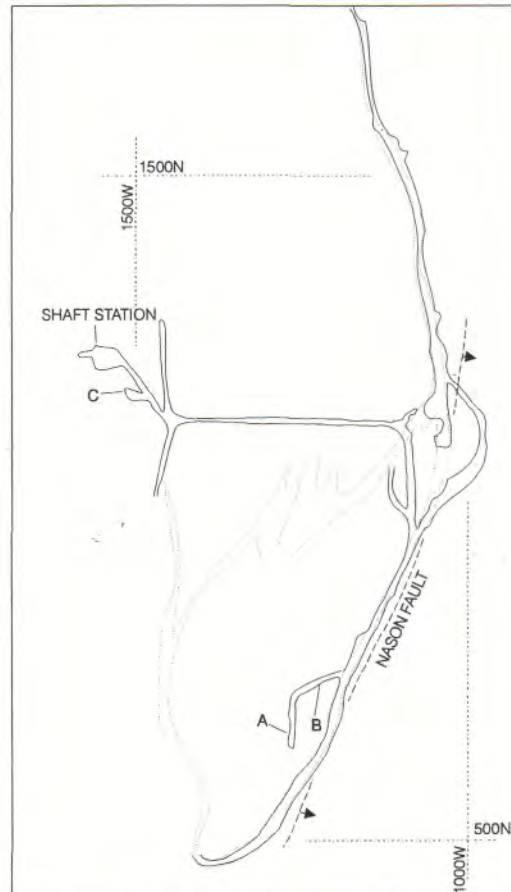 1500N
1500W
SHAFT STATION
C
NASON FAULT
A
B
500N
1000W